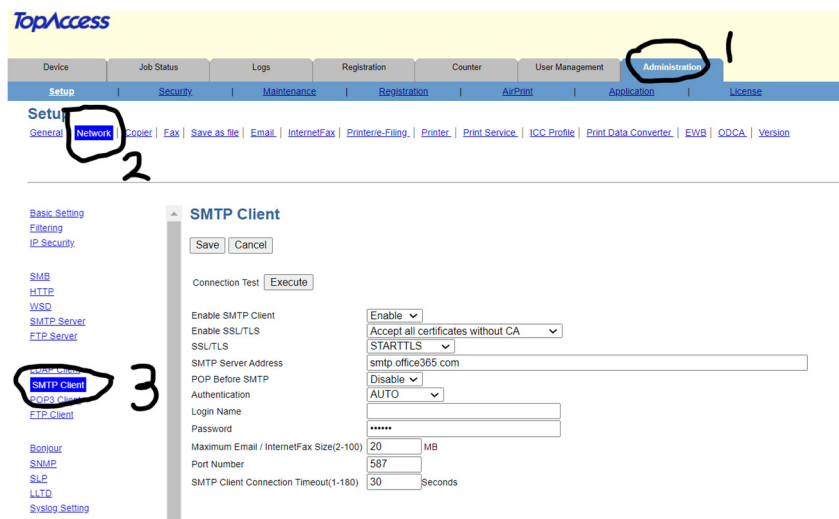 TopAccess
1
Device Job Status Logs Registration Counter User Management Administration
Setup | Security | Maintenance | Registration | AirPrint | Application | License
Setup
General Network | Copier | Fax | Save as file | Email | InternetFax | Printer/e-Filing | Printer | Print Service | ICC Profile | Print Data Converter | EWB | ODCA | Version
2
Basic Setting
Filtering
IP Security
SMB
HTTP
WSD
SMTP Server
FTP Server
LDAP Client
SMTP Client
POP3 Client
FTP Client
3
Bonjour
SNMP
SLP
LLTD
Syslog Setting
SMTP Client
Save Cancel
Connection Test Execute
Enable SMTP Client Enable
Enable SSL/TLS Accept all certificates without CA
SSL/TLS STARTTLS
SMTP Server Address smtp.office365.com
POP Before SMTP Disable
Authentication AUTO
Login Name
Password ••••••
Maximum Email / InternetFax Size(2-100) 20 MB
Port Number 587
SMTP Client Connection Timeout(1-180) 30 Seconds